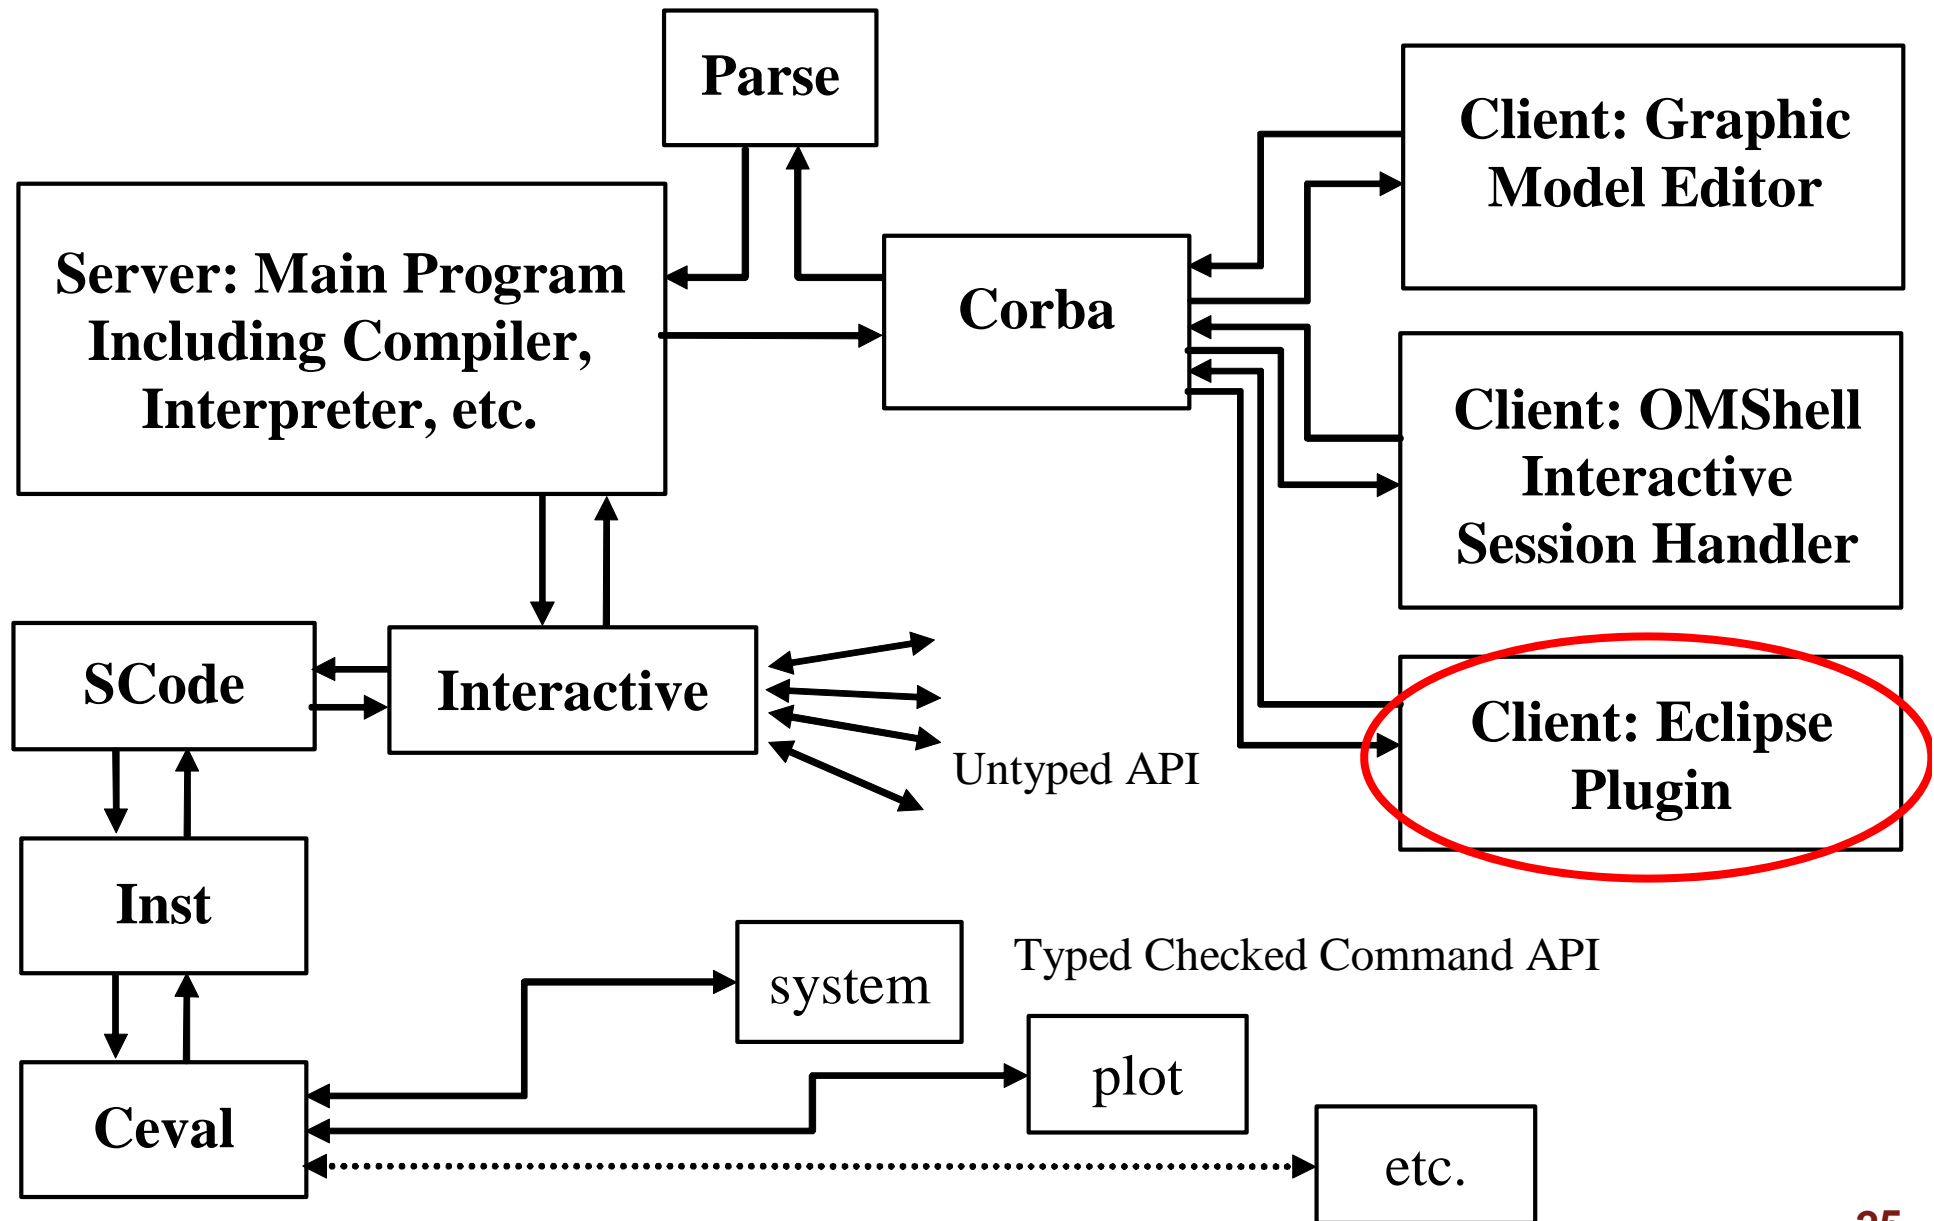 Parse
Client: Graphic
Model Editor
Server: Main Program
Including Compiler,
Interpreter, etc.
Corba
Client: OMShell
Interactive
Session Handler
SCode
Interactive
Untyped API
Client: Eclipse
Plugin
Inst
system
Typed Checked Command API
plot
Ceval
etc.